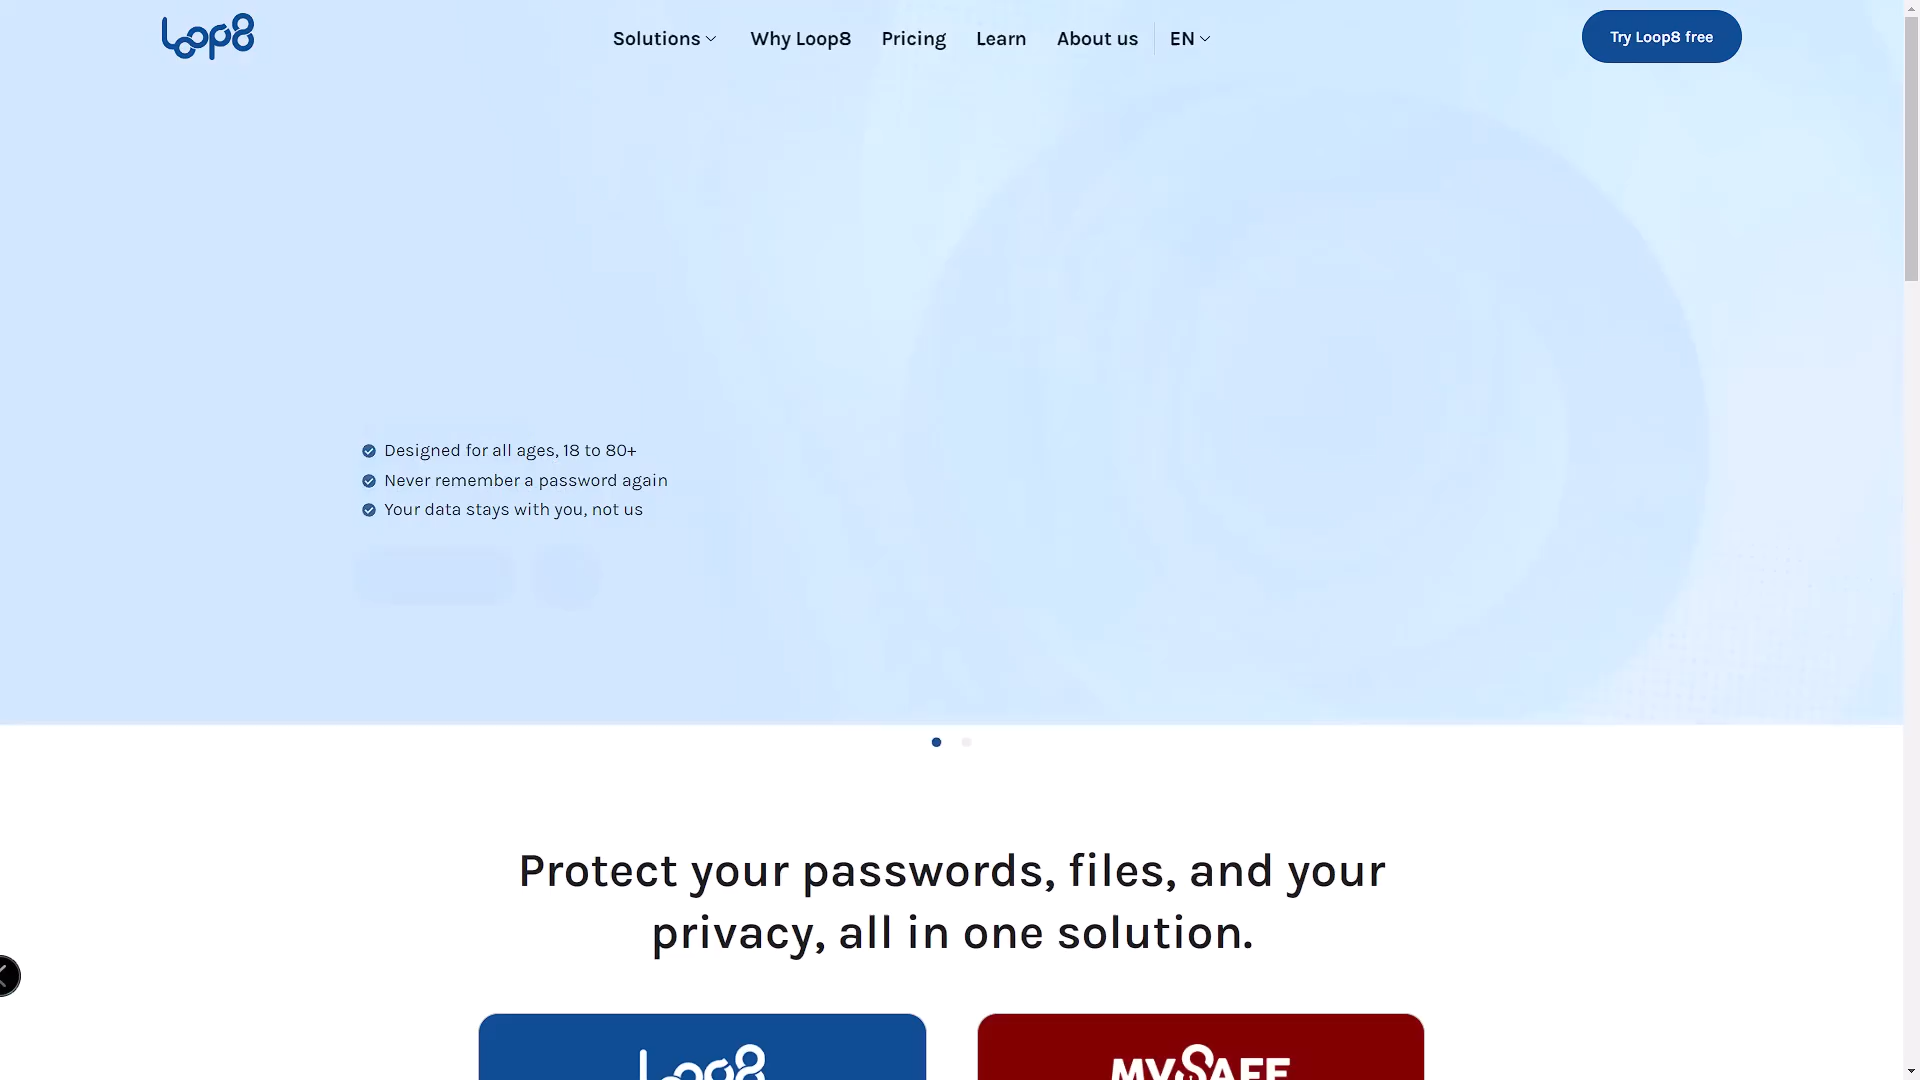 Loop8
Solutions
Why Loop8
Pricing
Learn
About us
EN
Try Loop8 free
Designed for all ages, 18 to 80+
Never remember a password again
Your data stays with you, not us
Protect your passwords, files, and your
privacy, all in one solution.
Loop8
MYSAFE